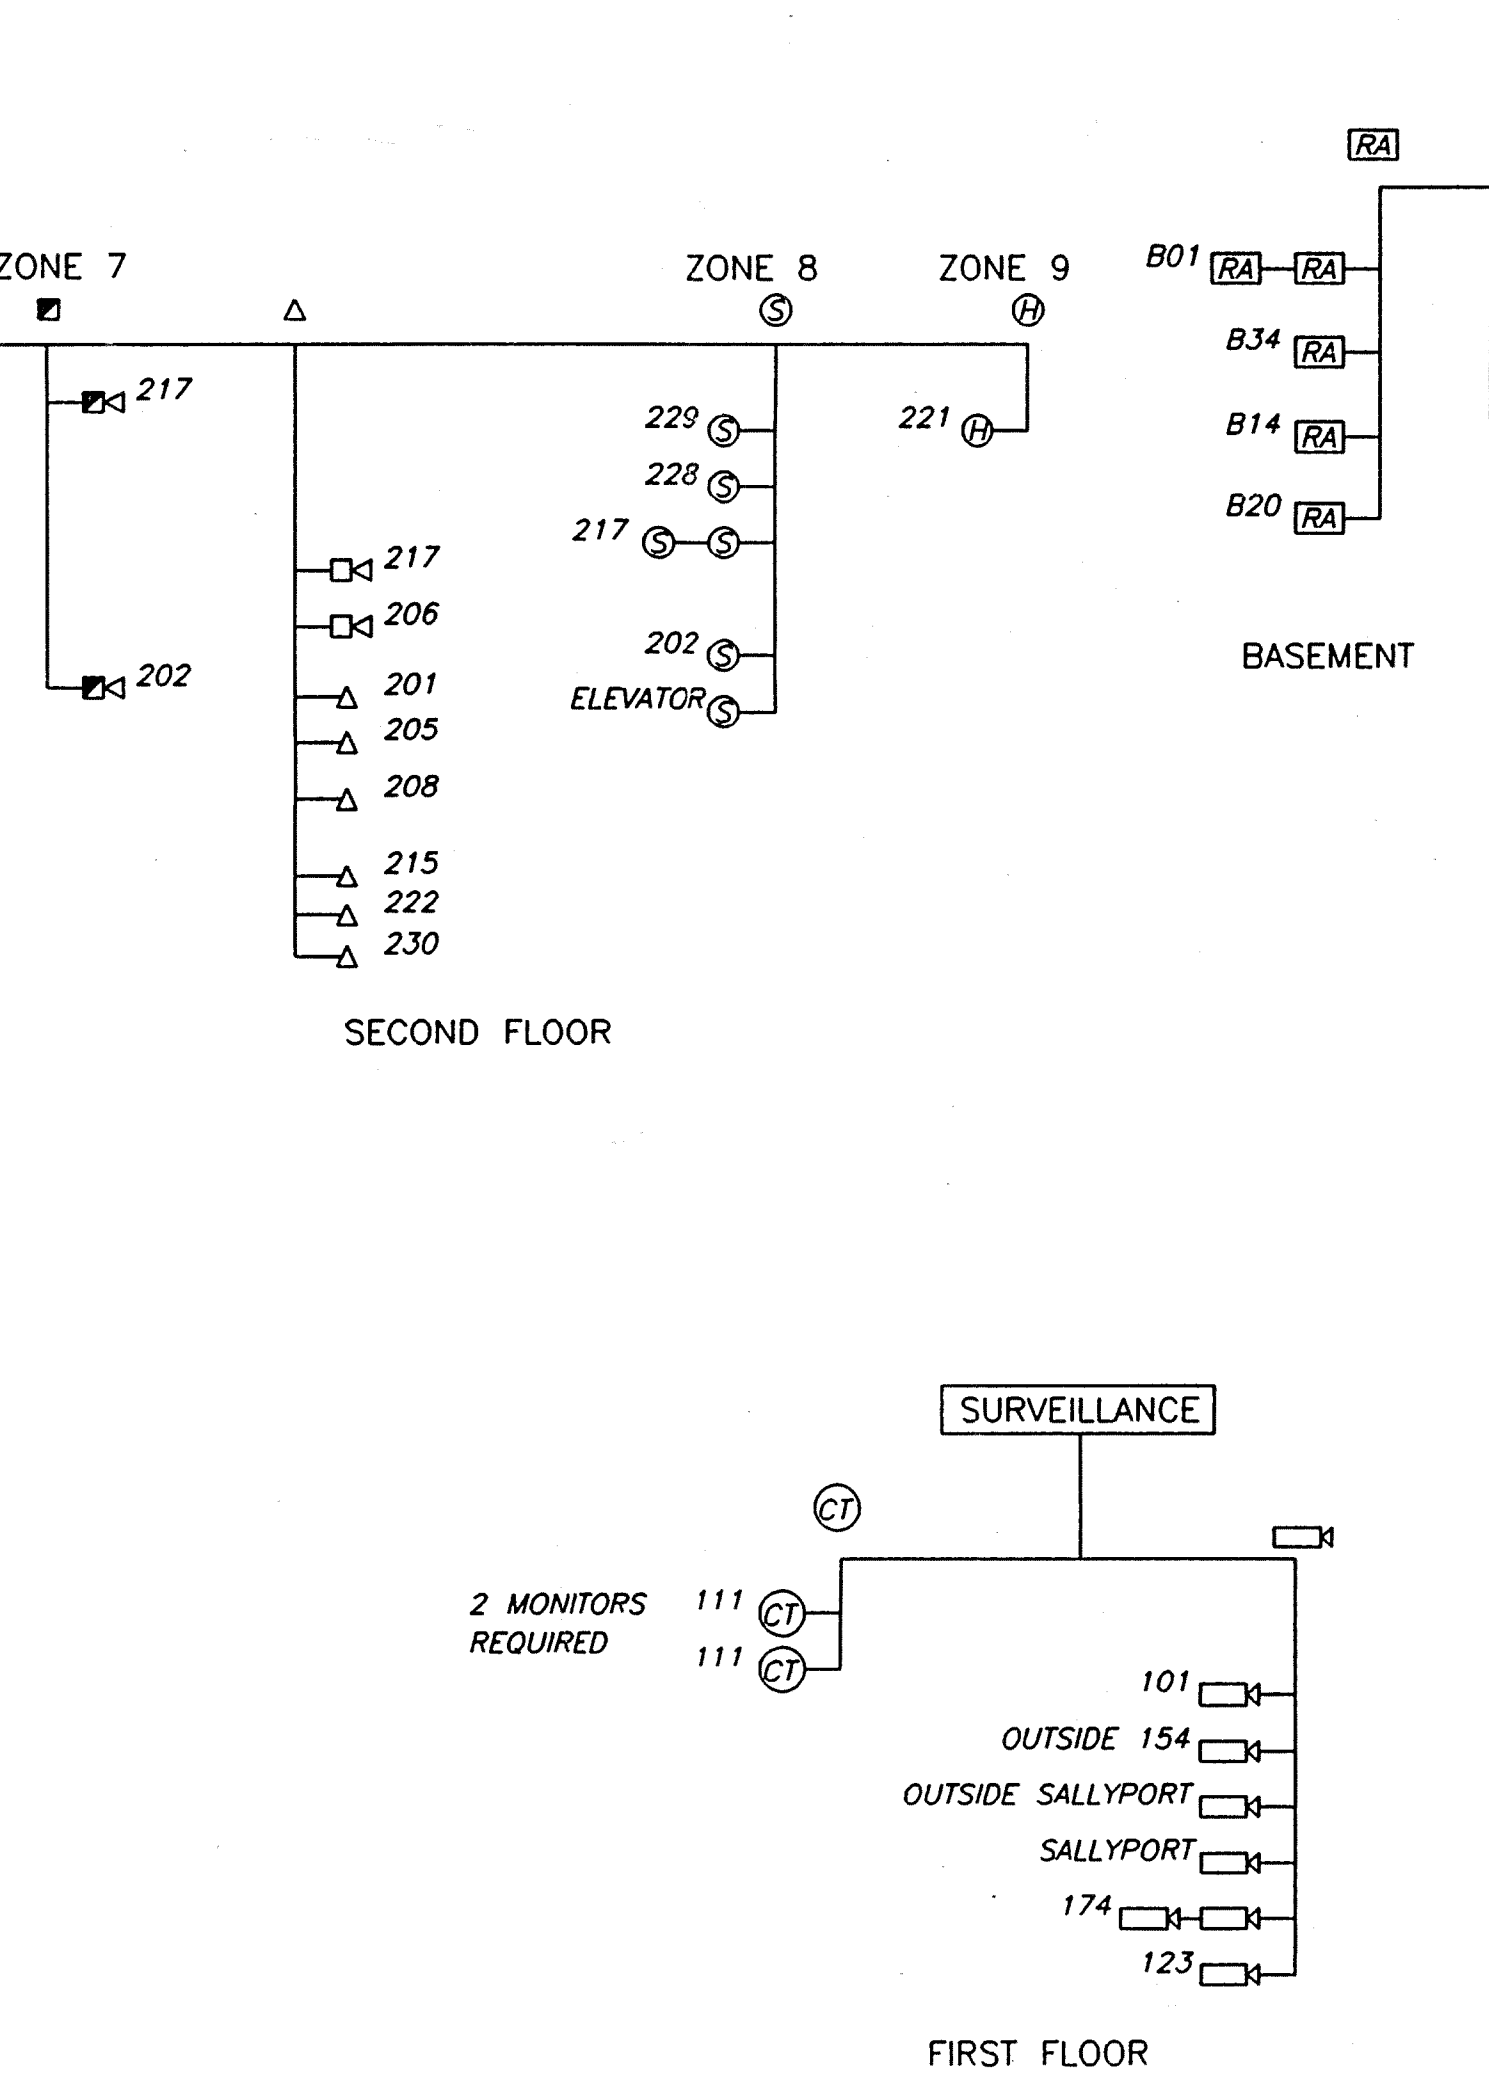 RA
ZONE 7
ZONE 8
ZONE 9
S
H
B01 RA RA
B34 RA
B14 RA
B20 RA
BASEMENT
217
202
217
206
201
205
208
215
222
230
229 S
228 S
217 S S
202 S
ELEVATOR S
221 H
SECOND FLOOR
SURVEILLANCE
CT
2 MONITORS
REQUIRED
111 CT
111 CT
101
OUTSIDE 154
OUTSIDE SALLYPORT
SALLYPORT
174
123
FIRST FLOOR